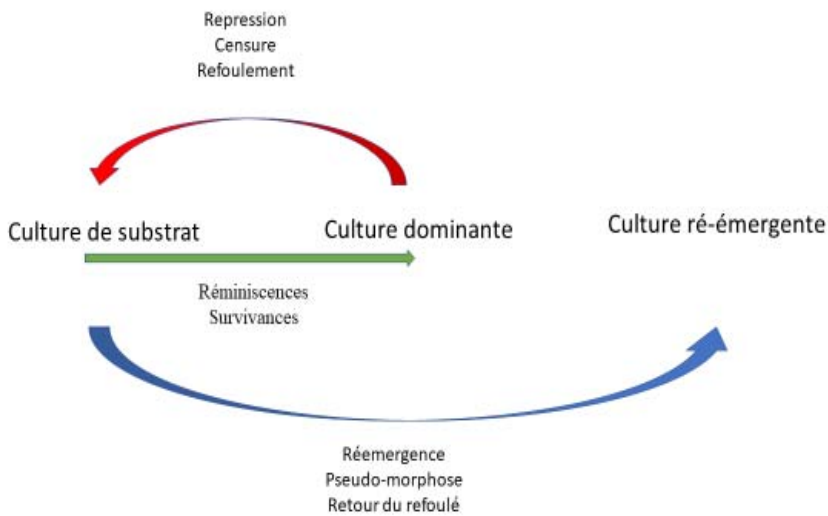 Repression
Censure
Refoulement
Culture de substrat
Culture dominante
Culture ré-émergente
Réminiscences
Survivances
Réemergence
Pseudo-morphose
Retour du refoulé